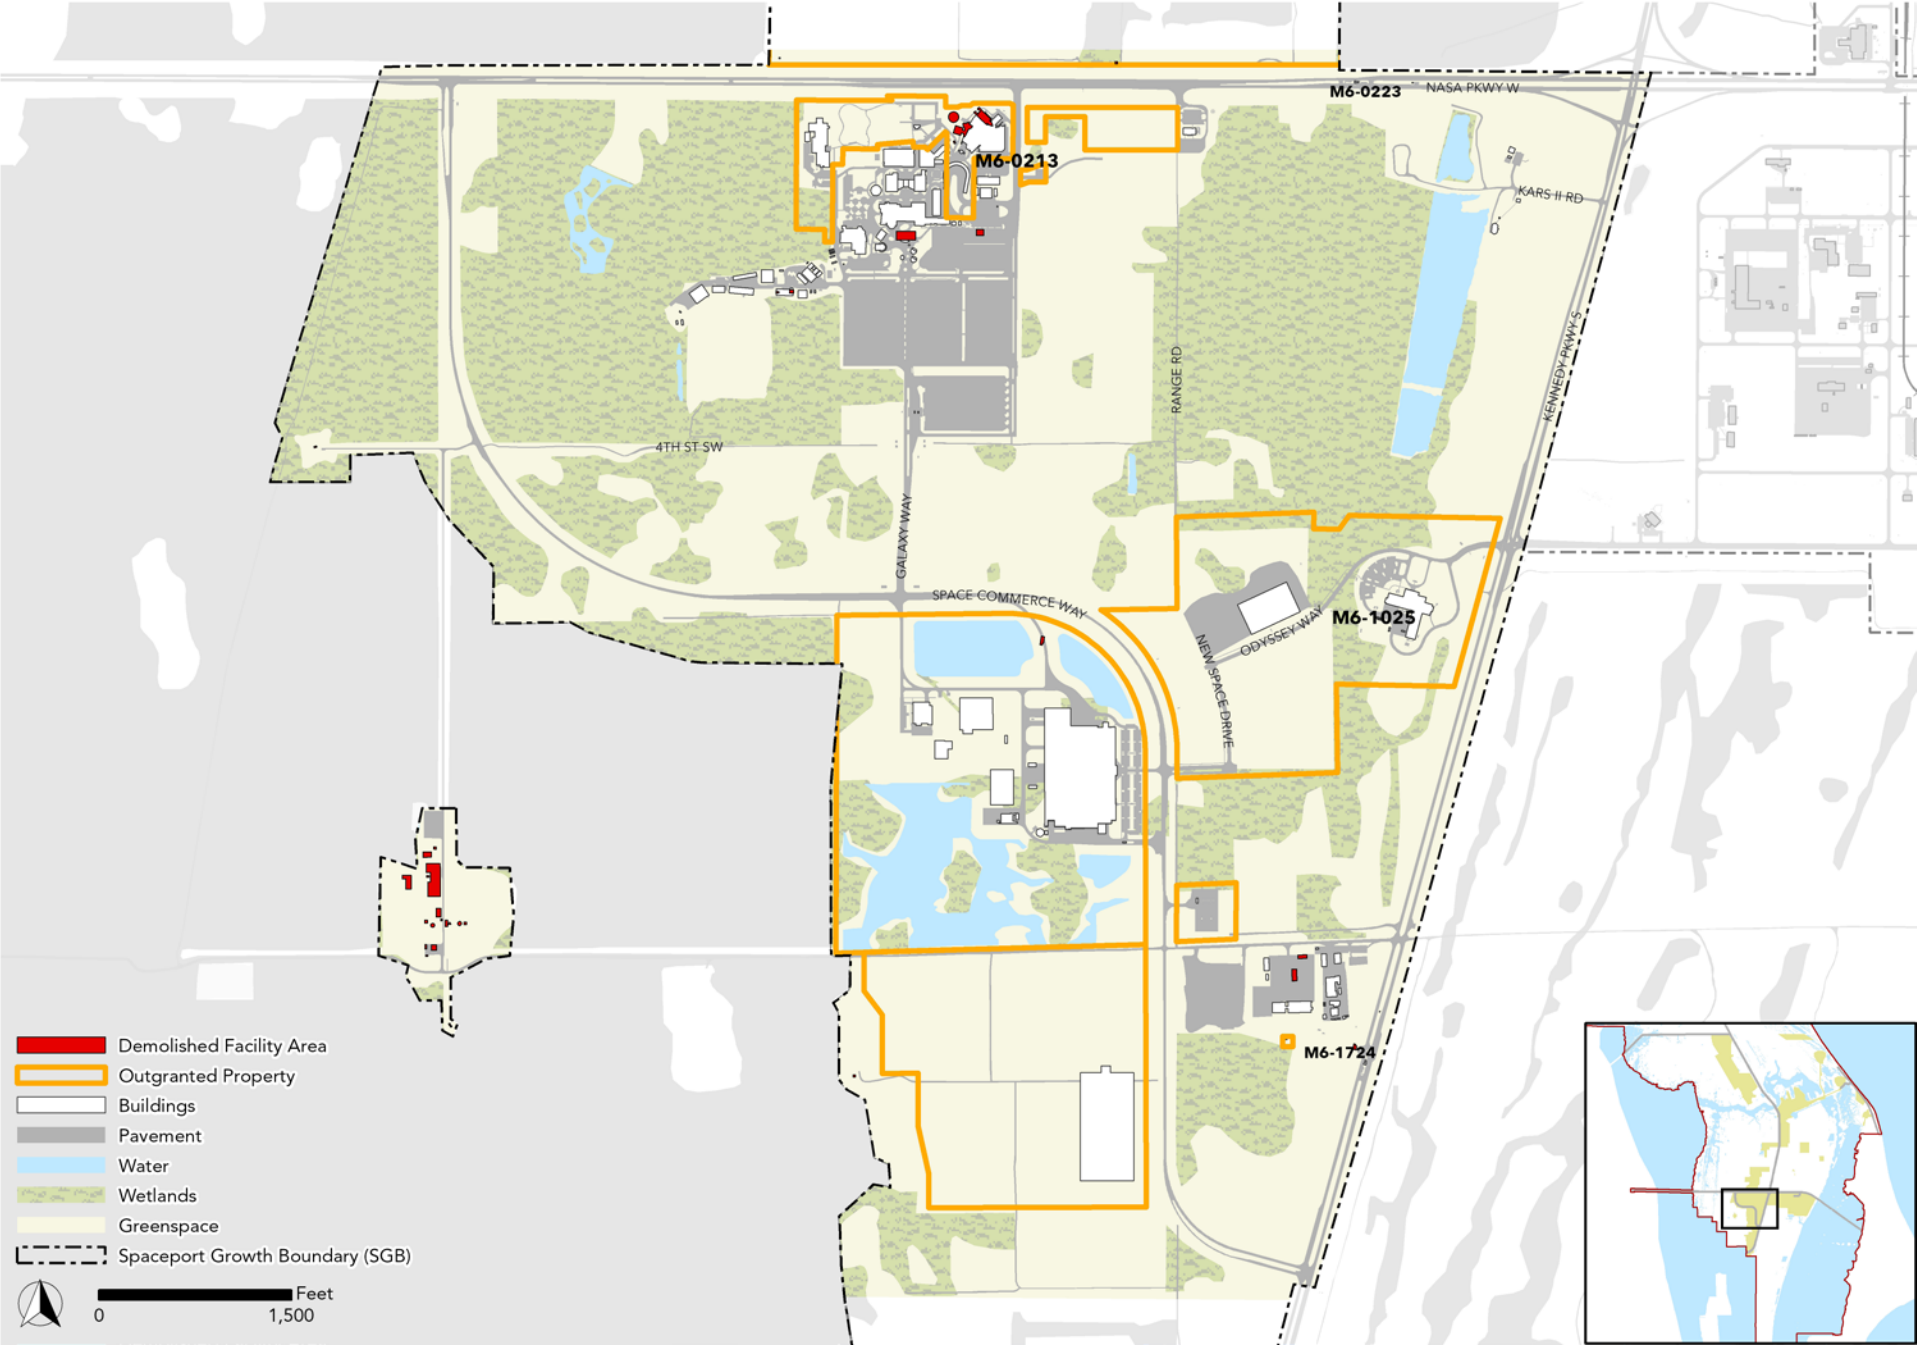 M6-0223
NASA PKWY W
M6-0213
KARS II RD
KENNEDY PKWY S
RANGE RD
4TH ST SW
GALAXY WAY
SPACE COMMERCE WAY
M6-1025
ODYSSEY WAY
NEW SPACE DRIVE
M6-1724
Demolished Facility Area
Outgranted Property
Buildings
Pavement
Water
Wetlands
Greenspace
Spaceport Growth Boundary (SGB)
Feet
0 1,500